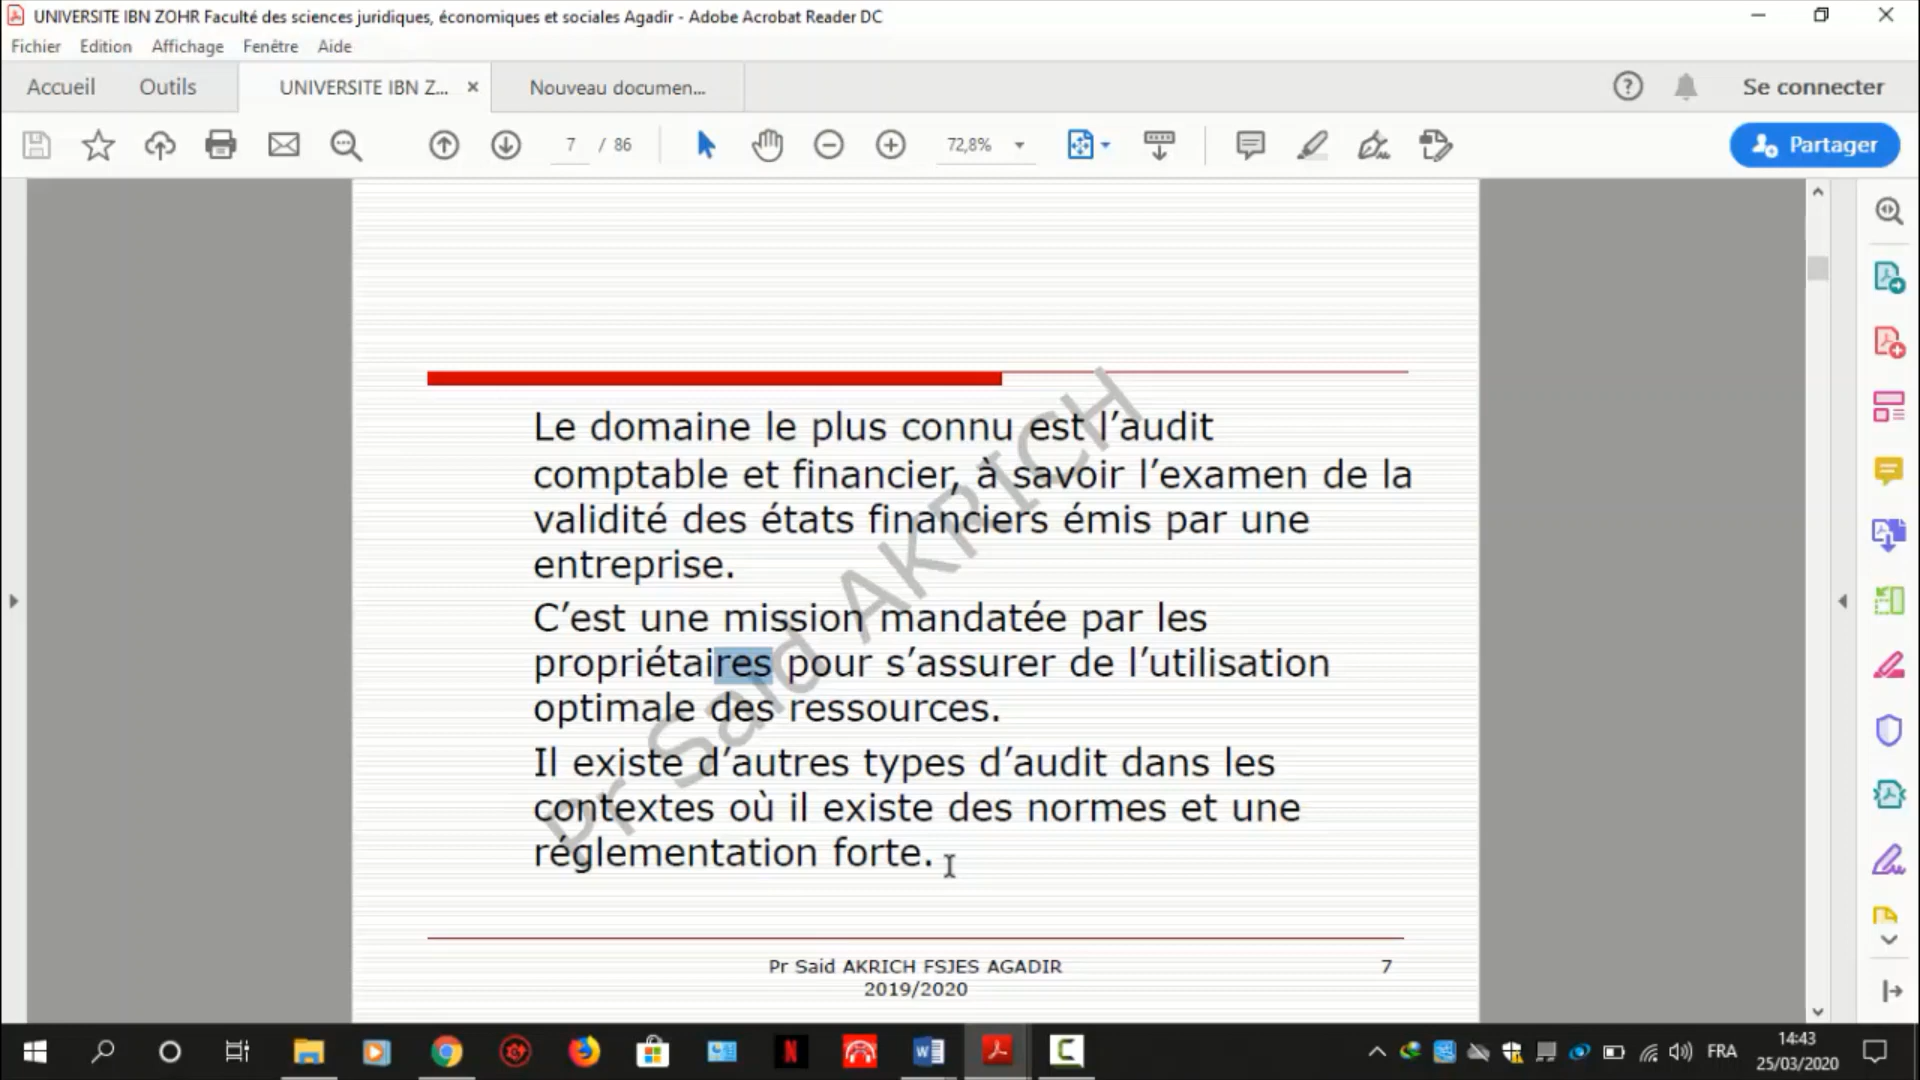 UNIVERSITE IBN ZOHR Faculté des sciences juridiques, économiques et sociales Agadir - Adobe Acrobat Reader DC
Fichier Edition Affichage Fenêtre Aide
Accueil Outils UNIVERSITE IBN Z... × Nouveau documen... Se connecter
7 / 86 72,8% Partager
Le domaine le plus connu est l’audit
comptable et financier, à savoir l’examen de la
validité des états financiers émis par une
entreprise.
C’est une mission mandatée par les
propriétaires pour s’assurer de l’utilisation
optimale des ressources.
Il existe d’autres types d’audit dans les
contextes où il existe des normes et une
réglementation forte.
Pr Said AKRICH
Pr Said AKRICH FSJES AGADIR 7
2019/2020
FRA 14:43
25/03/2020